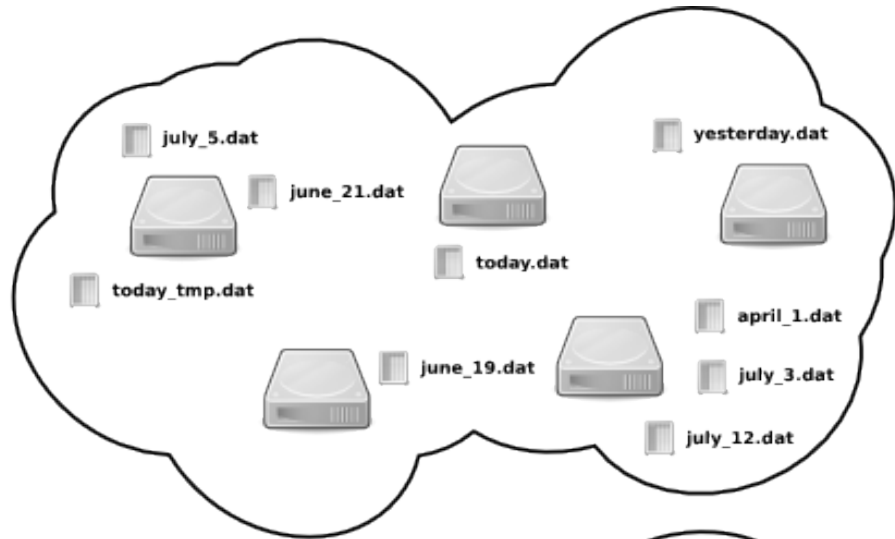 july_5.dat
june_21.dat
today_tmp.dat
today.dat
yesterday.dat
june_19.dat
april_1.dat
july_3.dat
july_12.dat